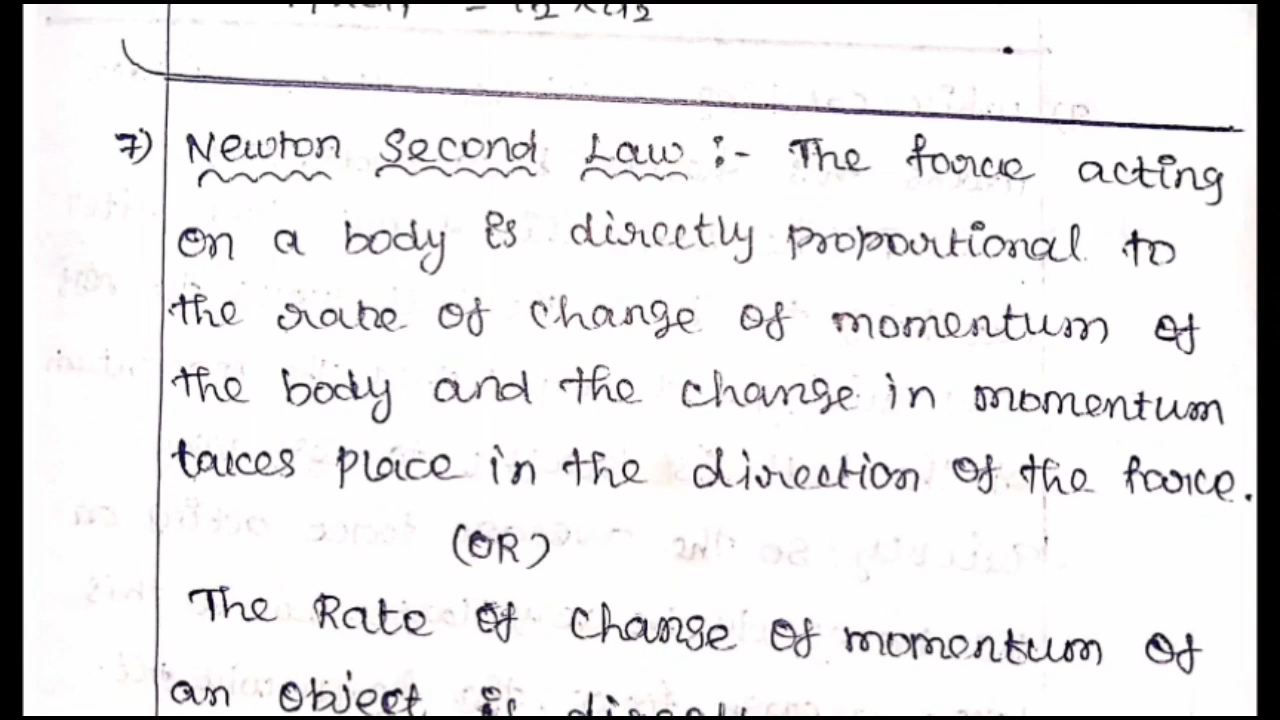 7) Newton Second Law :- The force acting
on a body is directly proportional to
the rate of change of momentum of
the body and the change in momentum
takes place in the direction of the force.
(OR)
The Rate of change of momentum of
an object is